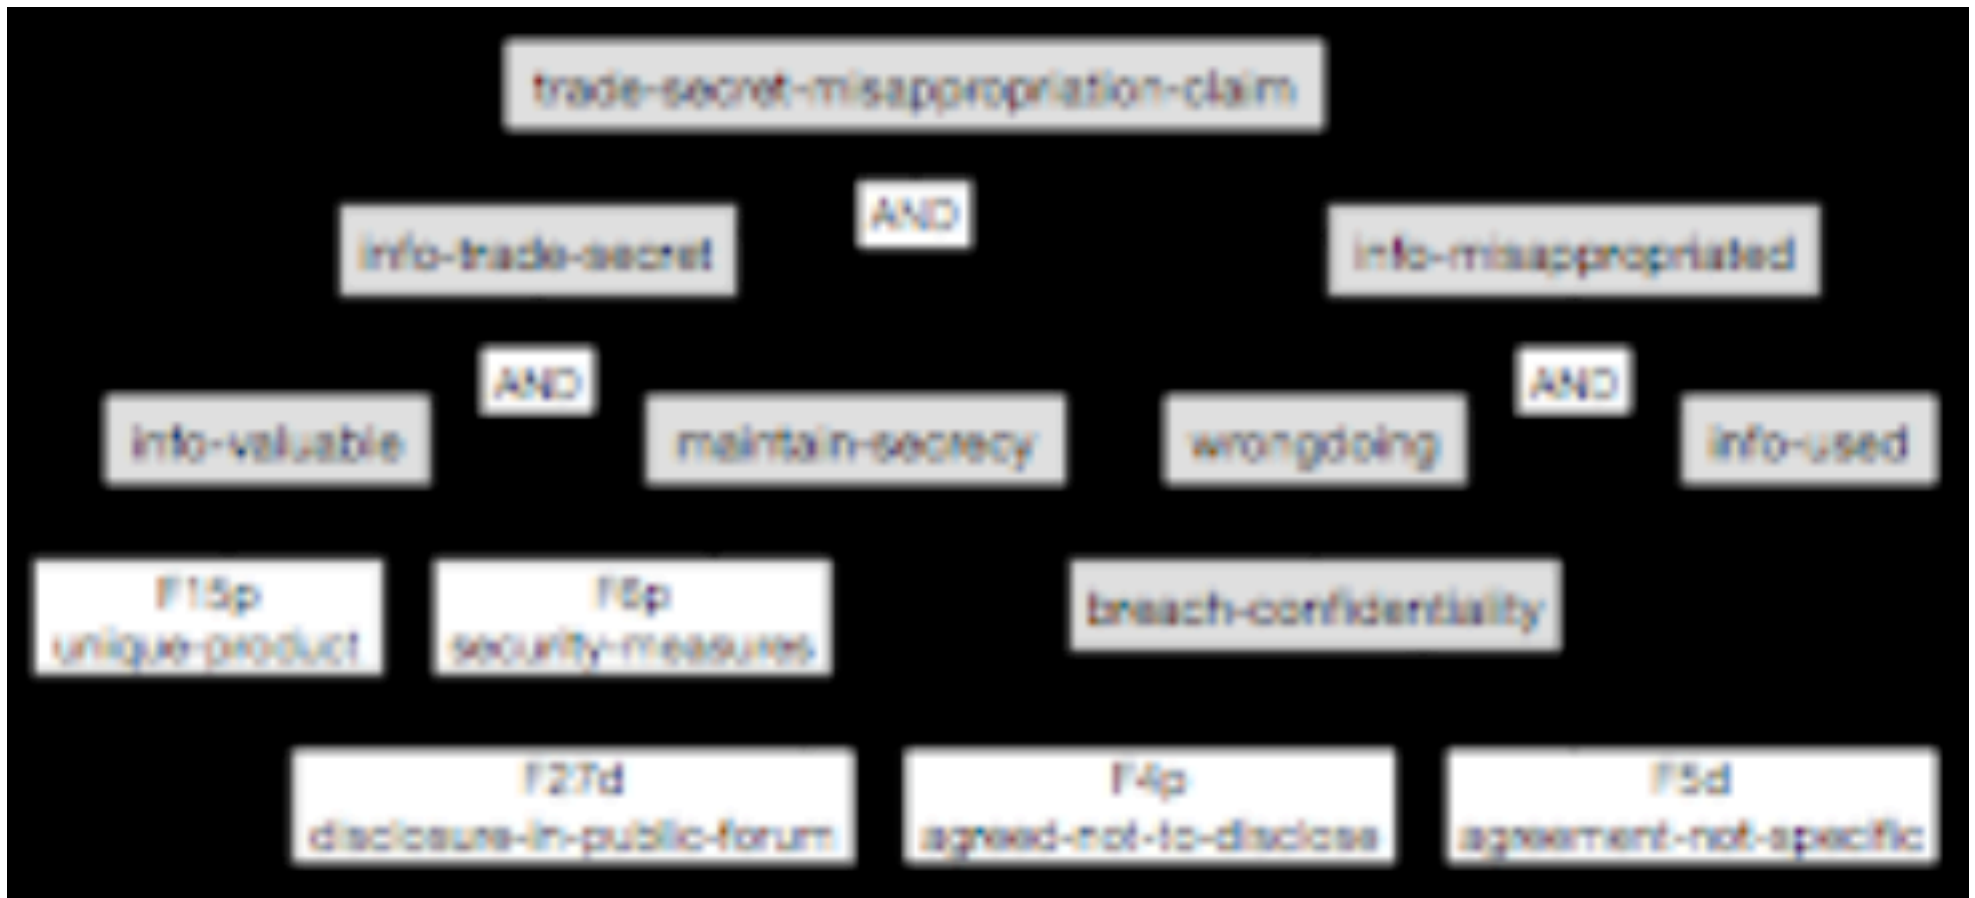 trade-secret-misappropriation-claim
AND
info-trade-secret
info-misappropriated
AND
AND
info-valuable
maintain-secrecy
wrongdoing
info-used
F15p
unique-product
F6p
security-measures
breach-confidentiality
F27d
disclosure-in-public-forum
F4p
agreed-not-to-disclose
F5d
agreement-not-specific